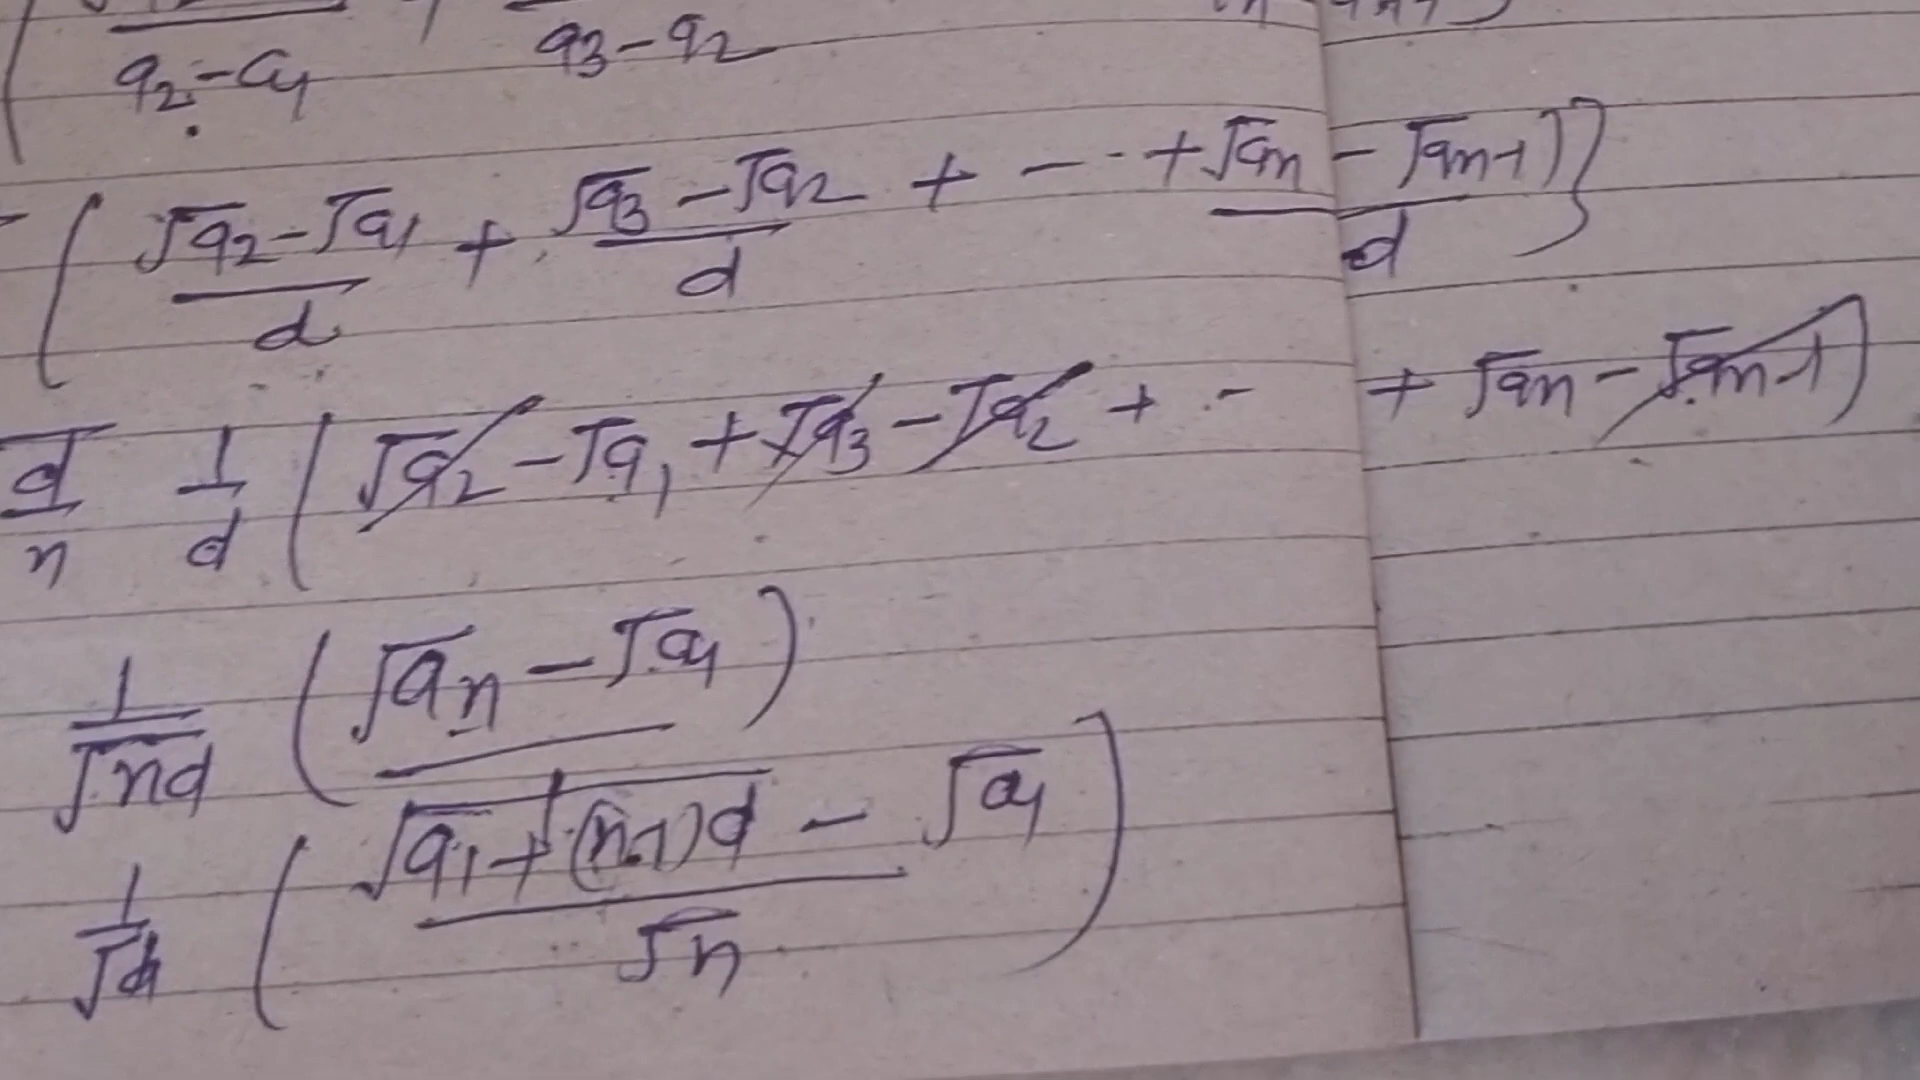 a2 - a1   a3 - a2
( (√a2 - √a1)/d + (√a3 - √a2)/d + - - - + (√an - √an-1)/d }
√d/n 1/d ( √a2 - √a1 + √a3 - √a2 + - - + √an - √an-1 )
1/√nd ( √an - √a1 )
1/√d ( (√a1+(n-1)d - √a1)/√n )